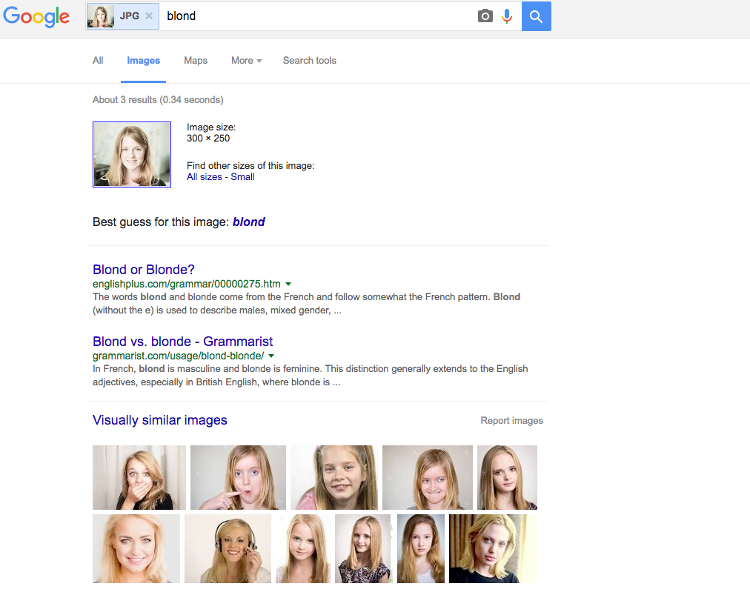 Google JPG × blond
All Images Maps More Search tools
About 3 results (0.34 seconds)
Image size:
300 × 250
Find other sizes of this image:
All sizes - Small
Best guess for this image: blond
Blond or Blonde?
englishplus.com/grammar/00000275.htm
The words blond and blonde come from the French and follow somewhat the French pattern. Blond
(without the e) is used to describe males, mixed gender, ...
Blond vs. blonde - Grammarist
grammarist.com/usage/blond-blonde/
In French, blond is masculine and blonde is feminine. This distinction generally extends to the English
adjectives, especially in British English, where blonde is ...
Visually similar images Report images